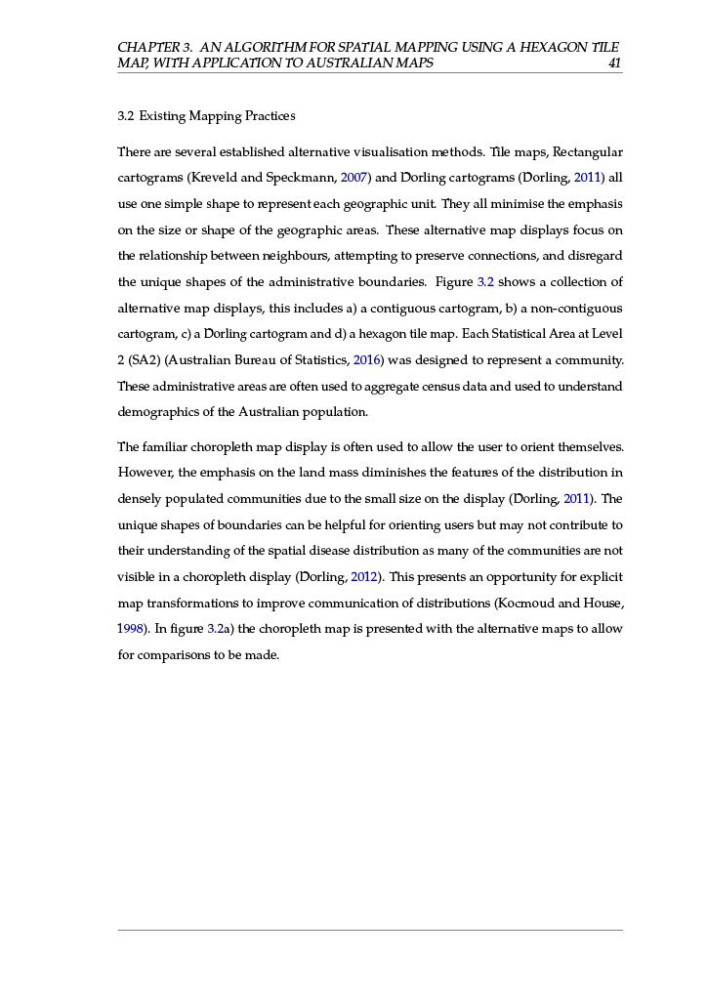 CHAPTER 3. AN ALGORITHM FOR SPATIAL MAPPING USING A HEXAGON TILE
MAP, WITH APPLICATION TO AUSTRALIAN MAPS 41
3.2 Existing Mapping Practices
There are several established alternative visualisation methods. Tile maps, Rectangular
cartograms (Kreveld and Speckmann, 2007) and Dorling cartograms (Dorling, 2011) all
use one simple shape to represent each geographic unit. They all minimise the emphasis
on the size or shape of the geographic areas. These alternative map displays focus on
the relationship between neighbours, attempting to preserve connections, and disregard
the unique shapes of the administrative boundaries. Figure 3.2 shows a collection of
alternative map displays, this includes a) a contiguous cartogram, b) a non-contiguous
cartogram, c) a Dorling cartogram and d) a hexagon tile map. Each Statistical Area at Level
2 (SA2) (Australian Bureau of Statistics, 2016) was designed to represent a community.
These administrative areas are often used to aggregate census data and used to understand
demographics of the Australian population.
The familiar choropleth map display is often used to allow the user to orient themselves.
However, the emphasis on the land mass diminishes the features of the distribution in
densely populated communities due to the small size on the display (Dorling, 2011). The
unique shapes of boundaries can be helpful for orienting users but may not contribute to
their understanding of the spatial disease distribution as many of the communities are not
visible in a choropleth display (Dorling, 2012). This presents an opportunity for explicit
map transformations to improve communication of distributions (Kocmoud and House,
1998). In figure 3.2a) the choropleth map is presented with the alternative maps to allow
for comparisons to be made.